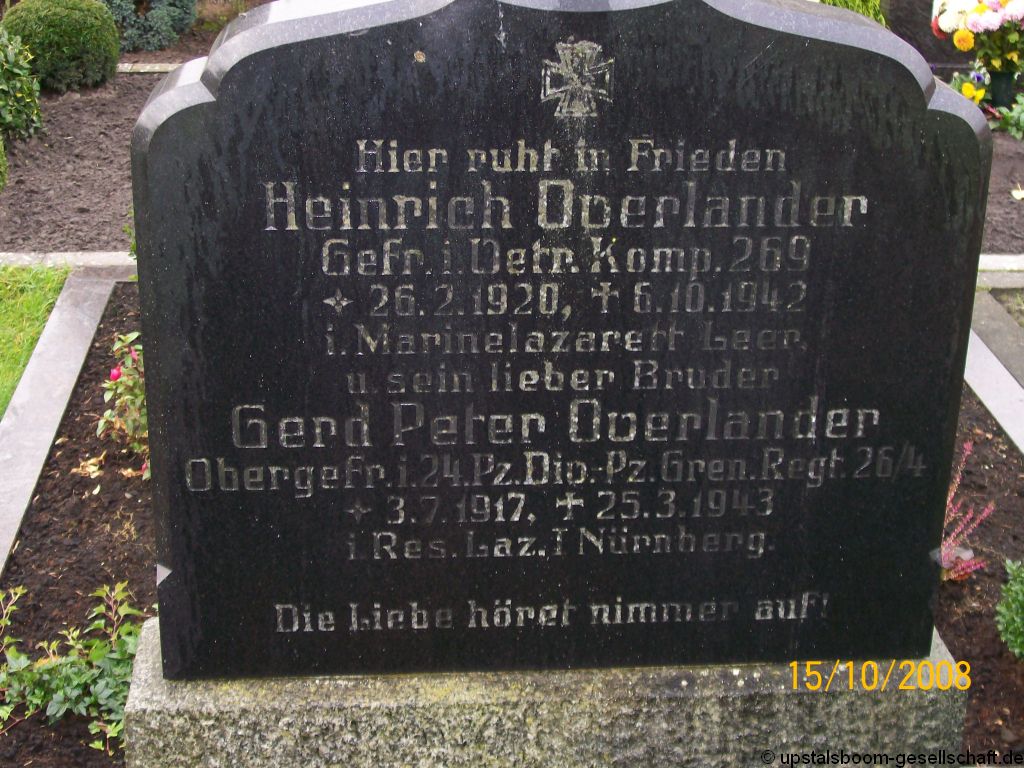 Hier ruht in Frieden
Heinrich Overlander
Gefr. i. Vetr. Komp. 269
✧ 26.2.1920, ✝ 6.10.1942
i. Marinelazarett Leer,
u. sein lieber Bruder
Gerd Peter Overlander
Obergefr. i. 24. Pz. Div.-Pz. Gren. Regt. 26/4
✧ 3.7.1917, ✝ 25.3.1943
i. Res. Laz. I Nürnberg.
Die Liebe höret nimmer auf!
15/10/2008
© upstalsboom-gesellschaft.de